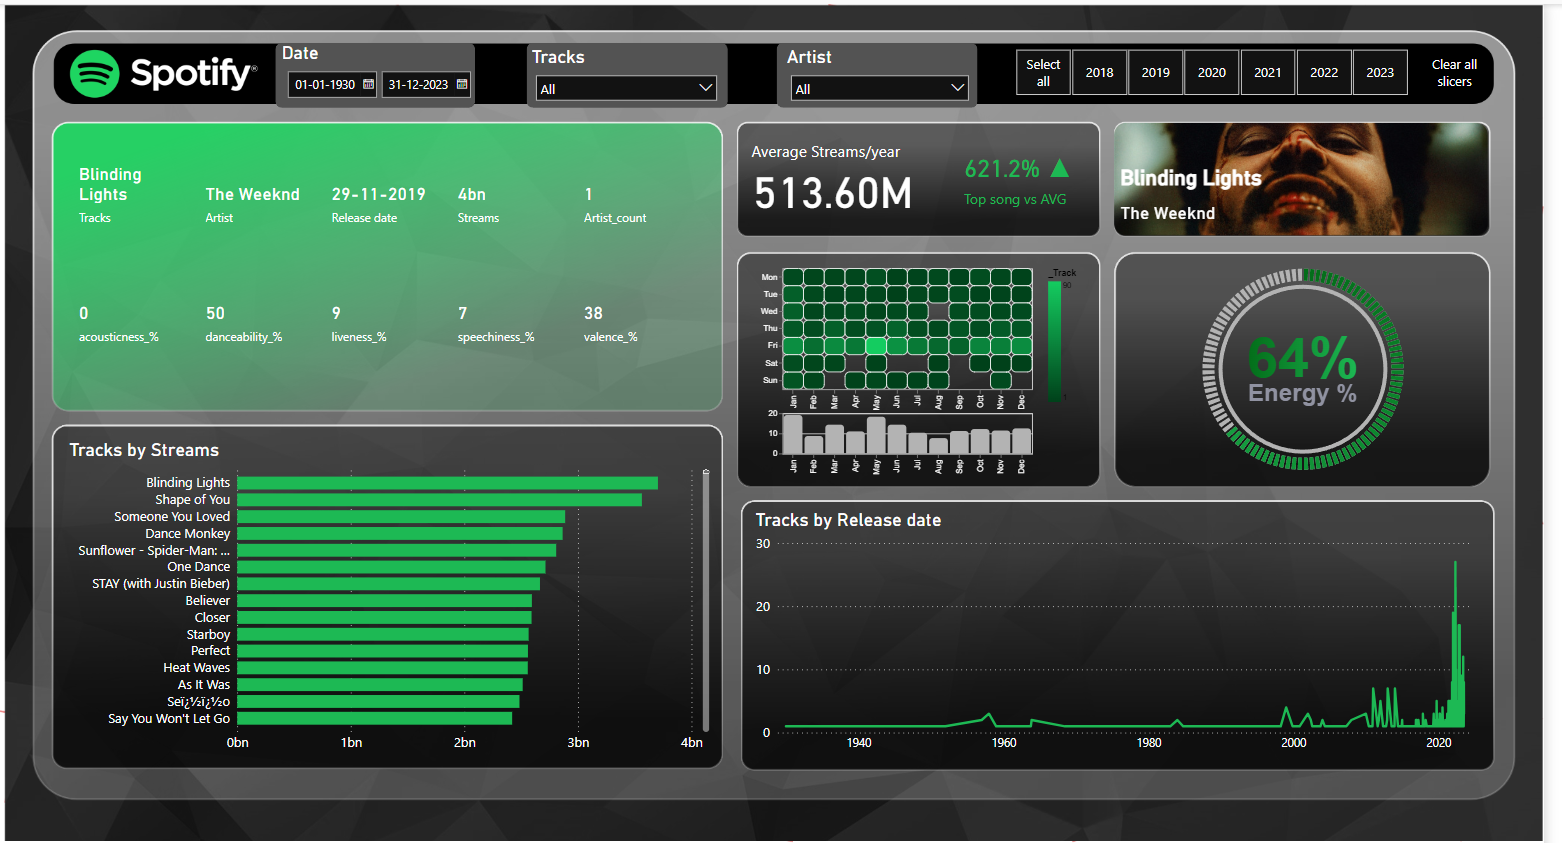 Spotify®
Date
01-01-1930
31-12-2023
Tracks
All
Artist
All
Select
all
2018
2019
2020
2021
2022
2023
Clear all
slicers
Blinding
Lights
Tracks
The Weeknd
Artist
29-11-2019
Release date
4bn
Streams
1
Artist_count
0
acousticness_%
50
danceability_%
9
liveness_%
7
speechiness_%
38
valence_%
Average Streams/year
513.60M
621.2% ▲
Top song vs AVG
Blinding Lights
The Weeknd
Mon
Tue
Wed
Thu
Fri
Sat
Sun
Jan
Feb
Mar
Apr
May
Jun
Jul
Aug
Sep
Oct
Nov
Dec
_Track
90
1
20
10
0
Jan
Feb
Mar
Apr
May
Jun
Jul
Aug
Sep
Oct
Nov
Dec
64%
Energy %
Tracks by Streams
Blinding Lights
Shape of You
Someone You Loved
Dance Monkey
Sunflower - Spider-Man: ...
One Dance
STAY (with Justin Bieber)
Believer
Closer
Starboy
Perfect
Heat Waves
As It Was
Seï¿½ï¿½o
Say You Won't Let Go
0bn
1bn
2bn
3bn
4bn
Tracks by Release date
30
20
10
0
1940
1960
1980
2000
2020